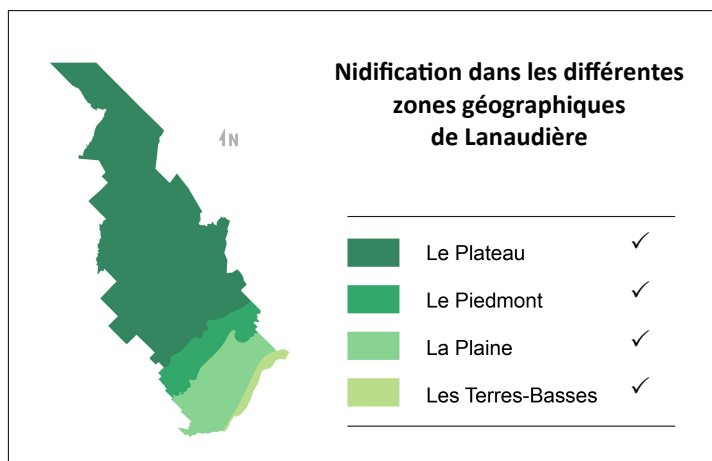 Nidification dans les différentes
zones géographiques
de Lanaudière
N
Le Plateau ✓
Le Piedmont ✓
La Plaine ✓
Les Terres-Basses ✓